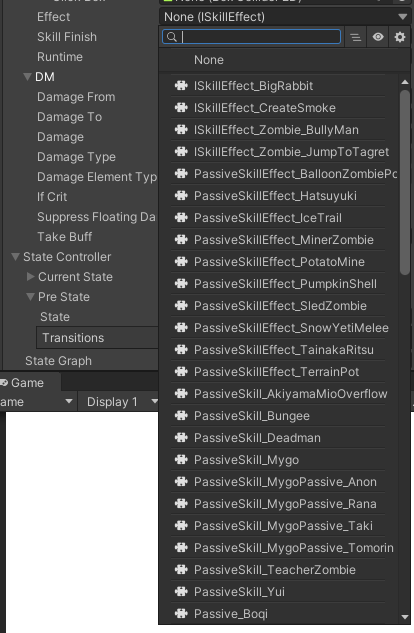 Effect
None (ISkillEffect)
Skill Finish
Runtime
DM
Damage From
Damage To
Damage
Damage Type
Damage Element Typ
If Crit
Suppress Floating Da
Take Buff
State Controller
Current State
Pre State
State
Transitions
State Graph
Game
ame
Display 1
None
ISkillEffect_BigRabbit
ISkillEffect_CreateSmoke
ISkillEffect_Zombie_BullyMan
ISkillEffect_Zombie_JumpToTagret
PassiveSkillEffect_BalloonZombiePo
PassiveSkillEffect_Hatsuyuki
PassiveSkillEffect_IceTrail
PassiveSkillEffect_MinerZombie
PassiveSkillEffect_PotatoMine
PassiveSkillEffect_PumpkinShell
PassiveSkillEffect_SledZombie
PassiveSkillEffect_SnowYetiMelee
PassiveSkillEffect_TainakaRitsu
PassiveSkillEffect_TerrainPot
PassiveSkill_AkiyamaMioOverflow
PassiveSkill_Bungee
PassiveSkill_Deadman
PassiveSkill_Mygo
PassiveSkill_MygoPassive_Anon
PassiveSkill_MygoPassive_Rana
PassiveSkill_MygoPassive_Taki
PassiveSkill_MygoPassive_Tomorin
PassiveSkill_TeacherZombie
PassiveSkill_Yui
Passive_Boqi